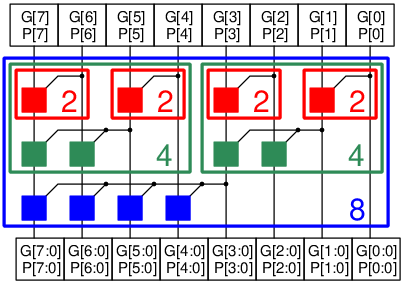 G[7] G[6] G[5] G[4] G[3] G[2] G[1] G[0]
P[7] P[6] P[5] P[4] P[3] P[2] P[1] P[0]
2 2 2 2
4 4
8
G[7:0] G[6:0] G[5:0] G[4:0] G[3:0] G[2:0] G[1:0] G[0:0]
P[7:0] P[6:0] P[5:0] P[4:0] P[3:0] P[2:0] P[1:0] P[0:0]